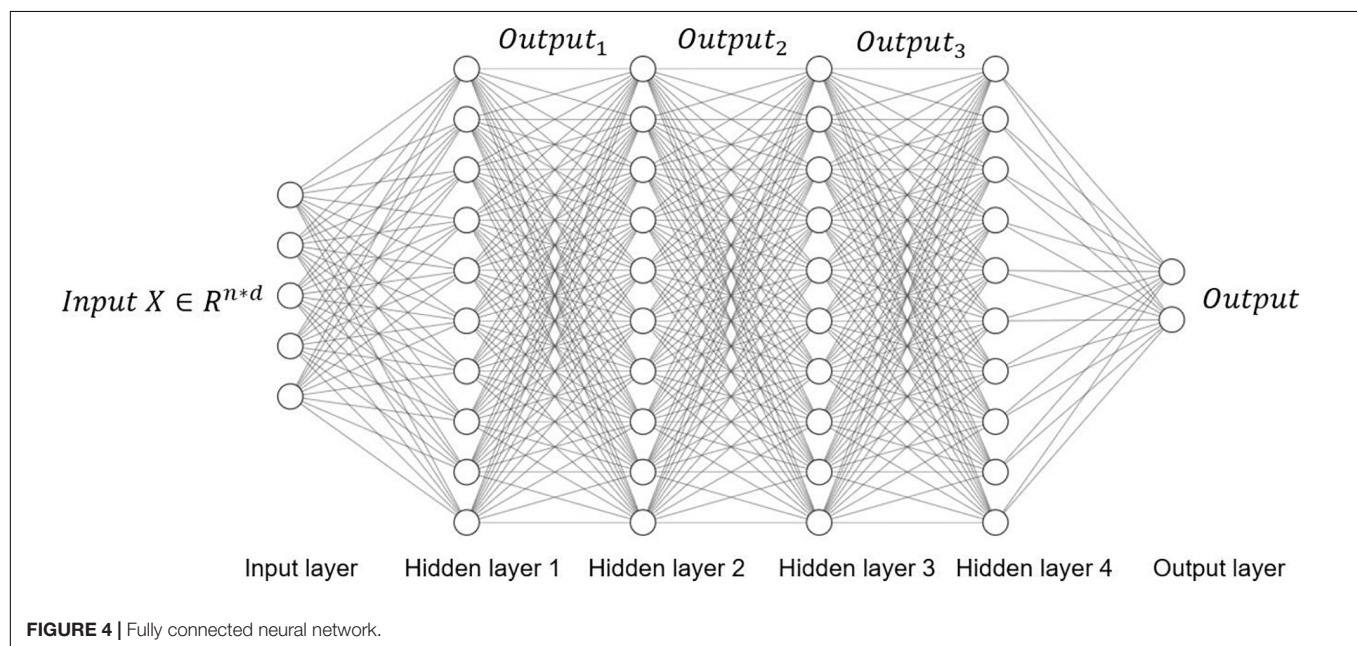 Output₁ Output₂ Output₃
Input X ∈ R^{n*d}
Output
Input layer Hidden layer 1 Hidden layer 2 Hidden layer 3 Hidden layer 4 Output layer
FIGURE 4 | Fully connected neural network.